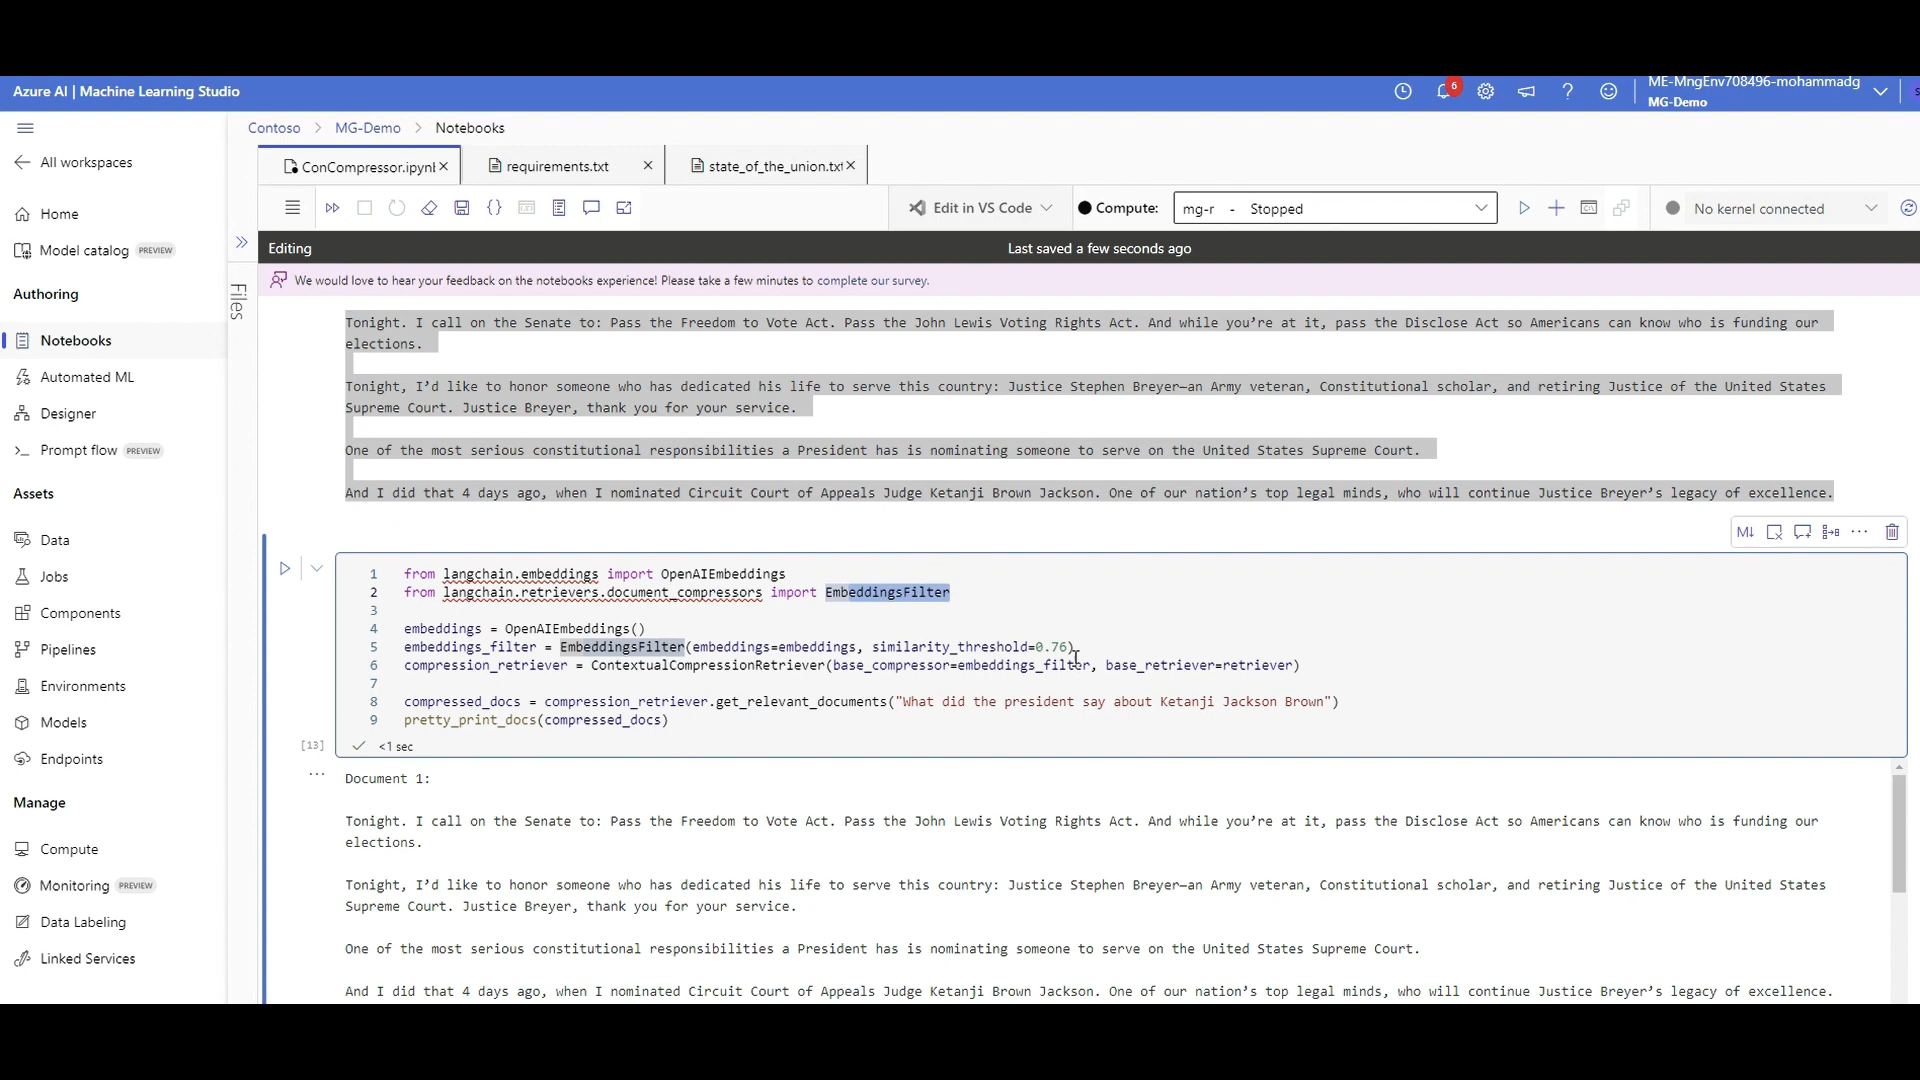 Azure AI | Machine Learning Studio
6
ME-MngEnv708496-mohammadg
MG-Demo
All workspaces
Home
Model catalog PREVIEW
Authoring
Notebooks
Automated ML
Designer
Prompt flow PREVIEW
Assets
Data
Jobs
Components
Pipelines
Environments
Models
Endpoints
Manage
Compute
Monitoring PREVIEW
Data Labeling
Linked Services
Files
Contoso > MG-Demo > Notebooks
ConCompressor.ipynl
requirements.txt
state_of_the_union.txt
Edit in VS Code
Compute: mg-r - Stopped
No kernel connected
Editing
Last saved a few seconds ago
We would love to hear your feedback on the notebooks experience! Please take a few minutes to complete our survey.
Tonight. I call on the Senate to: Pass the Freedom to Vote Act. Pass the John Lewis Voting Rights Act. And while you’re at it, pass the Disclose Act so Americans can know who is funding our
elections.
Tonight, I’d like to honor someone who has dedicated his life to serve this country: Justice Stephen Breyer—an Army veteran, Constitutional scholar, and retiring Justice of the United States
Supreme Court. Justice Breyer, thank you for your service.
One of the most serious constitutional responsibilities a President has is nominating someone to serve on the United States Supreme Court.
And I did that 4 days ago, when I nominated Circuit Court of Appeals Judge Ketanji Brown Jackson. One of our nation’s top legal minds, who will continue Justice Breyer’s legacy of excellence.
M↓
1 from langchain.embeddings import OpenAIEmbeddings
2 from langchain.retrievers.document_compressors import EmbeddingsFilter
3
4 embeddings = OpenAIEmbeddings()
5 embeddings_filter = EmbeddingsFilter(embeddings=embeddings, similarity_threshold=0.76)
6 compression_retriever = ContextualCompressionRetriever(base_compressor=embeddings_filter, base_retriever=retriever)
7
8 compressed_docs = compression_retriever.get_relevant_documents("What did the president say about Ketanji Jackson Brown")
9 pretty_print_docs(compressed_docs)
[13] <1 sec
Document 1:
Tonight. I call on the Senate to: Pass the Freedom to Vote Act. Pass the John Lewis Voting Rights Act. And while you’re at it, pass the Disclose Act so Americans can know who is funding our
elections.
Tonight, I’d like to honor someone who has dedicated his life to serve this country: Justice Stephen Breyer—an Army veteran, Constitutional scholar, and retiring Justice of the United States
Supreme Court. Justice Breyer, thank you for your service.
One of the most serious constitutional responsibilities a President has is nominating someone to serve on the United States Supreme Court.
And I did that 4 days ago, when I nominated Circuit Court of Appeals Judge Ketanji Brown Jackson. One of our nation’s top legal minds, who will continue Justice Breyer’s legacy of excellence.